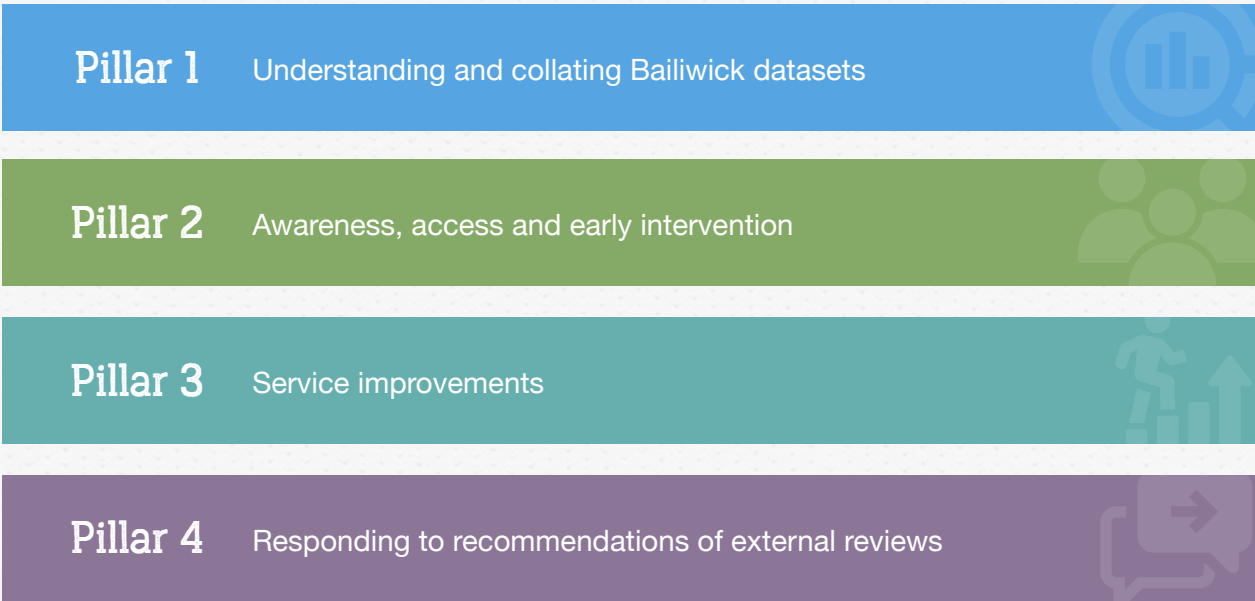 Pillar 1 Understanding and collating Bailiwick datasets
Pillar 2 Awareness, access and early intervention
Pillar 3 Service improvements
Pillar 4 Responding to recommendations of external reviews